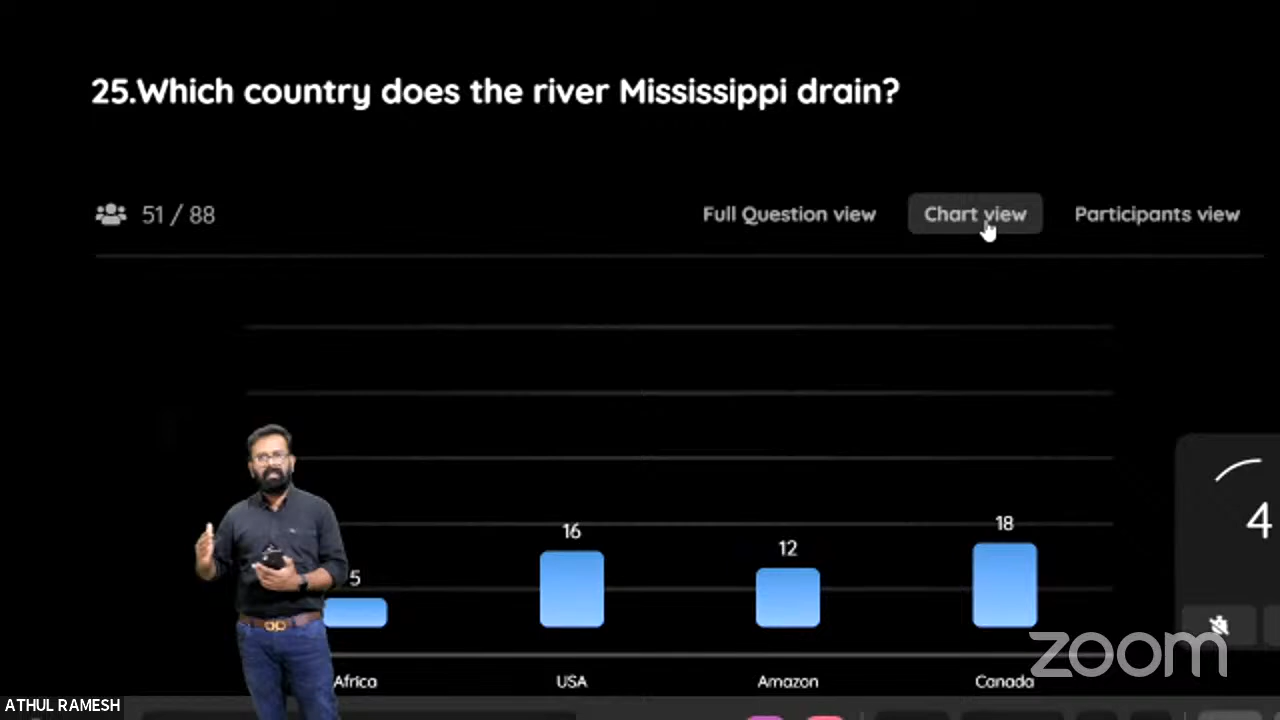 25.Which country does the river Mississippi drain?
51 / 88
Full Question view
Chart view
Participants view
4
5
16
12
18
Africa
USA
Amazon
Canada
zoom
ATHUL RAMESH